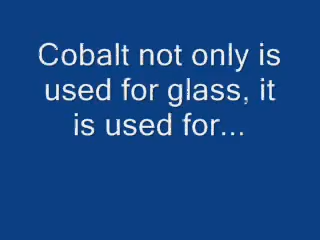 Cobalt not only is
used for glass, it
is used for...